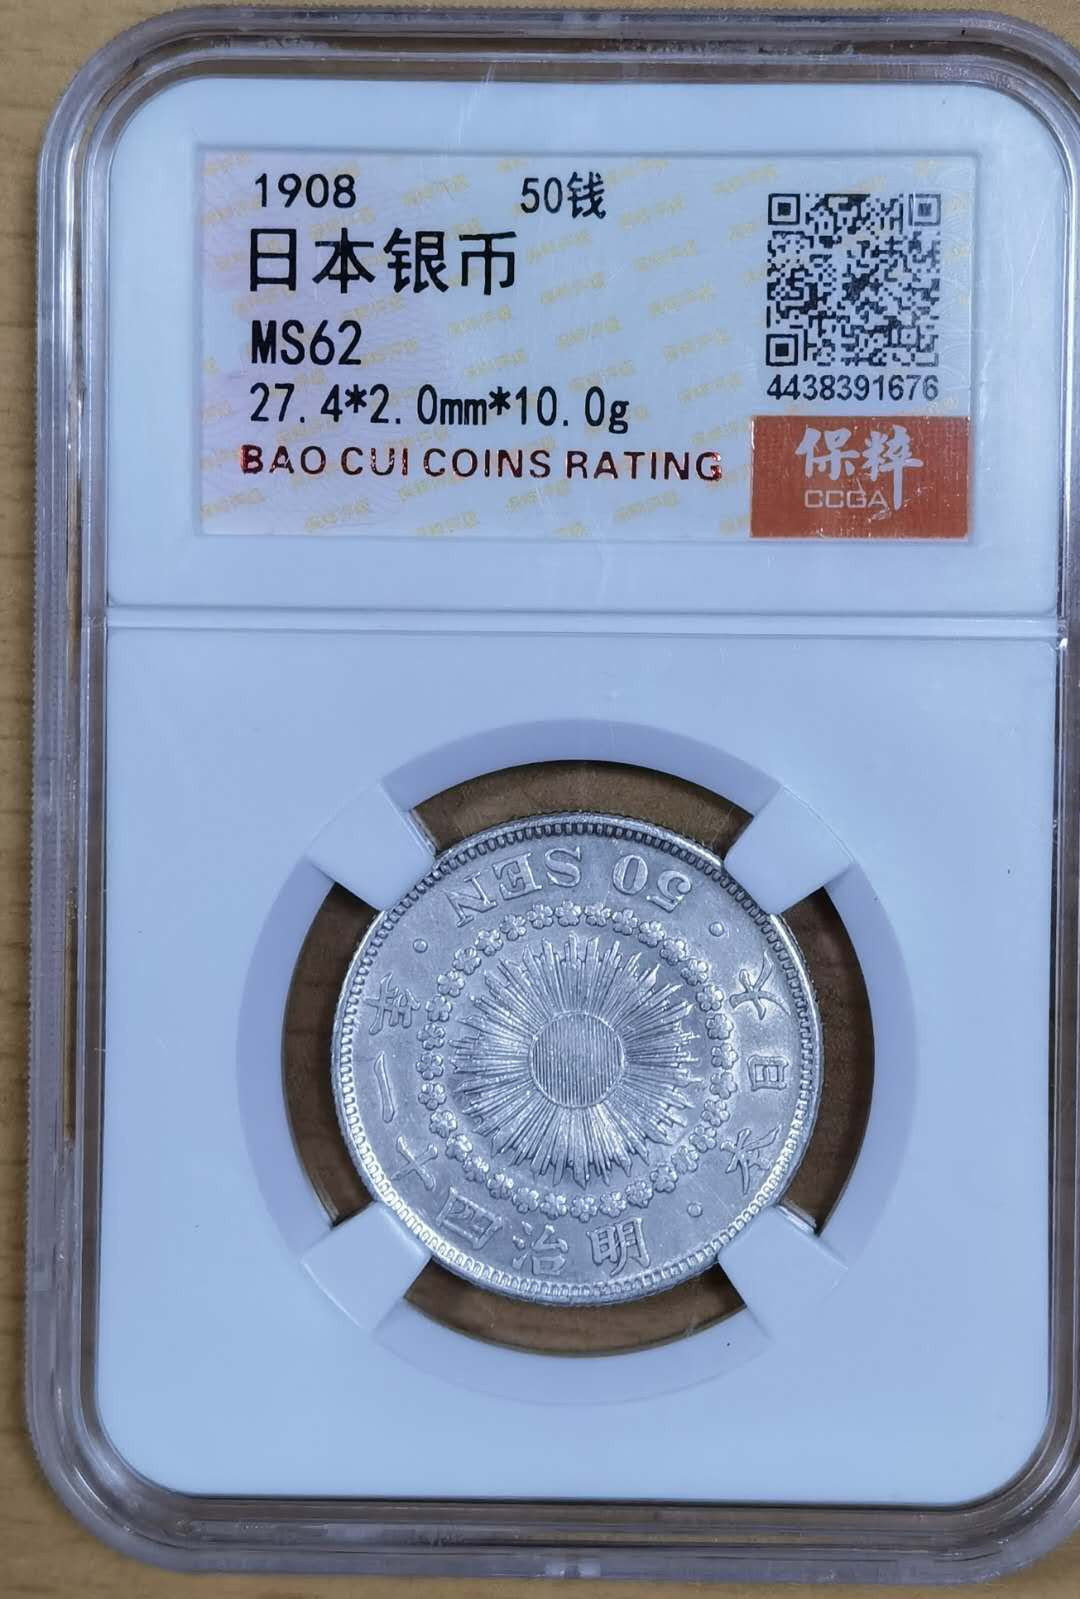 1908 50钱
日本银币
MS62
27.4*2.0mm*10.0g
BAO CUI COINS RATING
4438391676
保粹
CCGA
50 SEN
大日本
明治四十一年